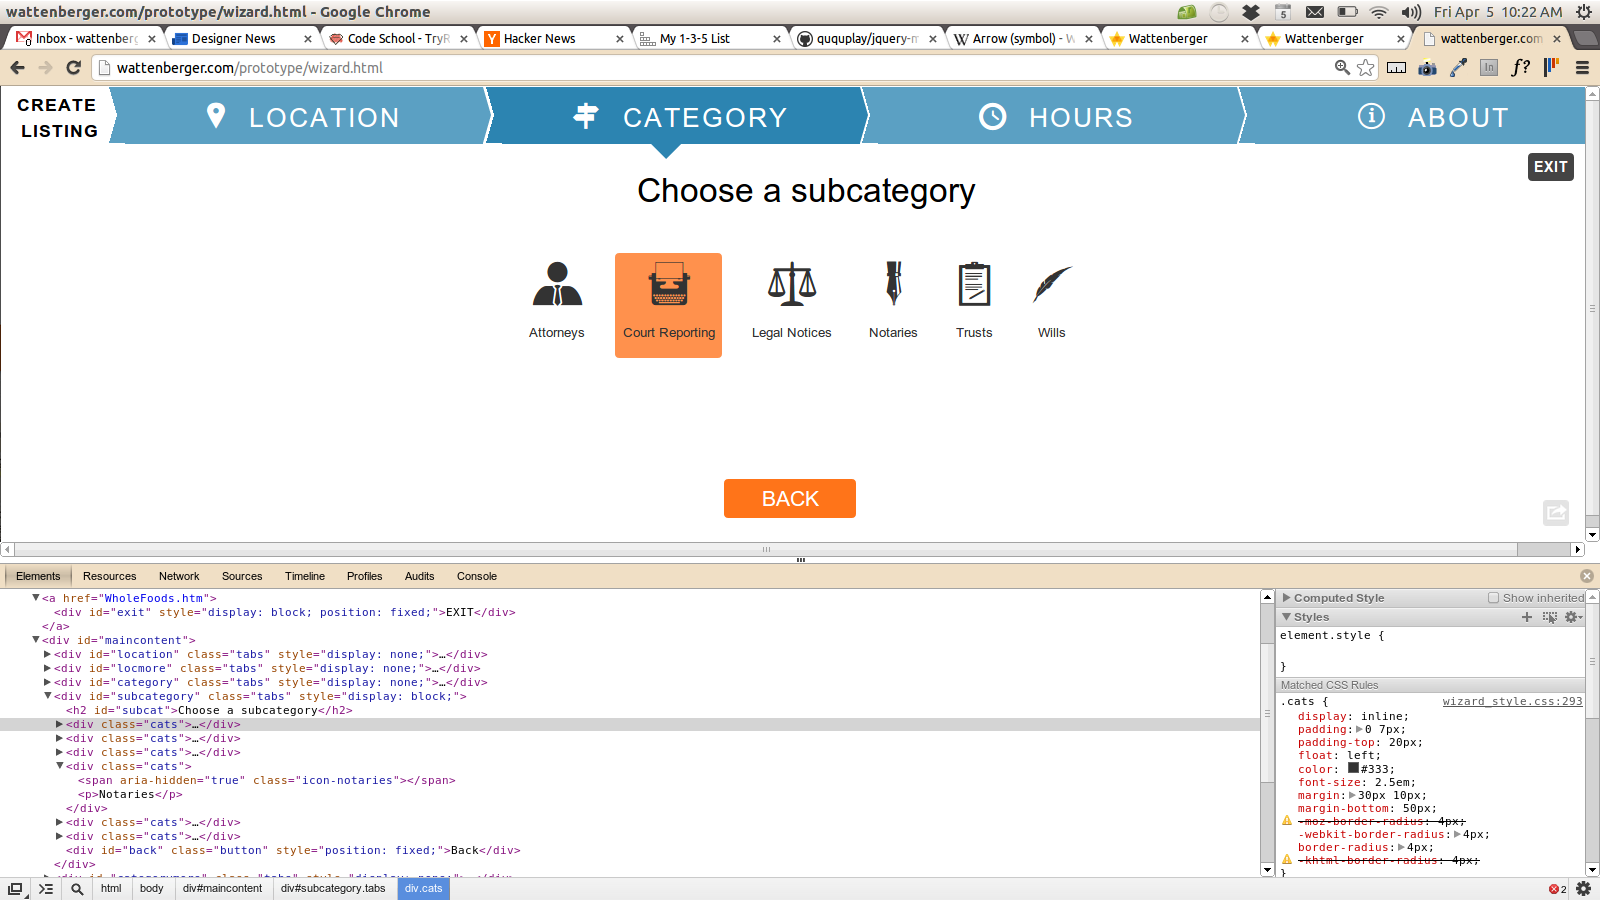 wattenberger.com/prototype/wizard.html - Google Chrome
5
Fri Apr 5 10:22 AM
Inbox - wattenberg
Designer News
Code School - TryR
Hacker News
My 1-3-5 List
ququplay/jquery-m
Arrow (symbol) - W
Wattenberger
Wattenberger
wattenberger.com
wattenberger.com/prototype/wizard.html
In
f?
CREATE
LISTING
LOCATION
CATEGORY
HOURS
ABOUT
EXIT
Choose a subcategory
Attorneys
Court Reporting
Legal Notices
Notaries
Trusts
Wills
BACK
Elements
Resources
Network
Sources
Timeline
Profiles
Audits
Console
<a href="WholeFoods.htm">
<div id="exit" style="display: block; position: fixed;">EXIT</div>
</a>
<div id="maincontent">
<div id="location" class="tabs" style="display: none;">…</div>
<div id="locmore" class="tabs" style="display: none;">…</div>
<div id="category" class="tabs" style="display: none;">…</div>
<div id="subcategory" class="tabs" style="display: block;">
<h2 id="subcat">Choose a subcategory</h2>
<div class="cats">…</div>
<div class="cats">…</div>
<div class="cats">…</div>
<div class="cats">
<span aria-hidden="true" class="icon-notaries"></span>
<p>Notaries</p>
</div>
<div class="cats">…</div>
<div class="cats">…</div>
<div id="back" class="button" style="position: fixed;">Back</div>
</div>
Computed Style
Show inherited
Styles
element.style {
}
Matched CSS Rules
.cats {
wizard_style.css:293
display: inline;
padding: 0 7px;
padding-top: 20px;
float: left;
color: #333;
font-size: 2.5em;
margin: 30px 10px;
margin-bottom: 50px;
-moz-border-radius: 4px;
-webkit-border-radius: 4px;
border-radius: 4px;
-khtml-border-radius: 4px;
}
html
body
div#maincontent
div#subcategory.tabs
div.cats
2